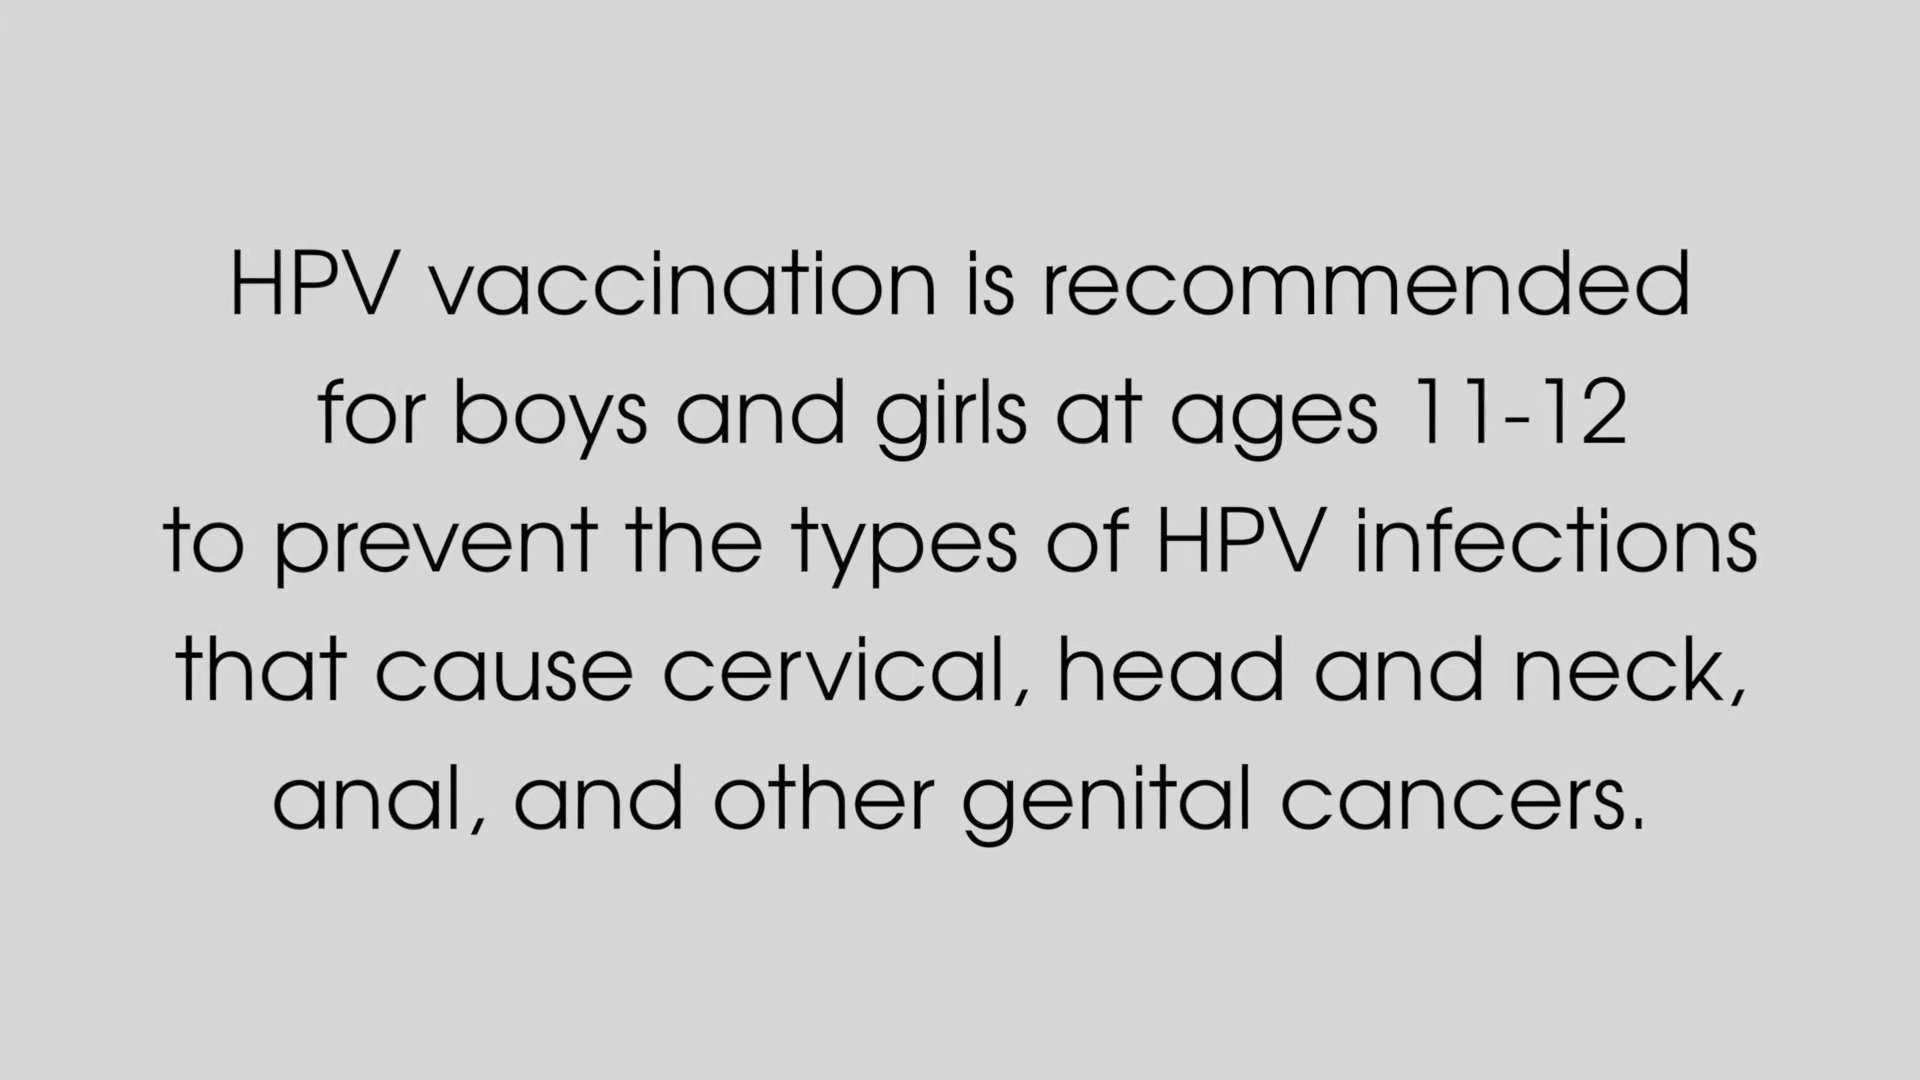 HPV vaccination is recommended
for boys and girls at ages 11-12
to prevent the types of HPV infections
that cause cervical, head and neck,
anal, and other genital cancers.